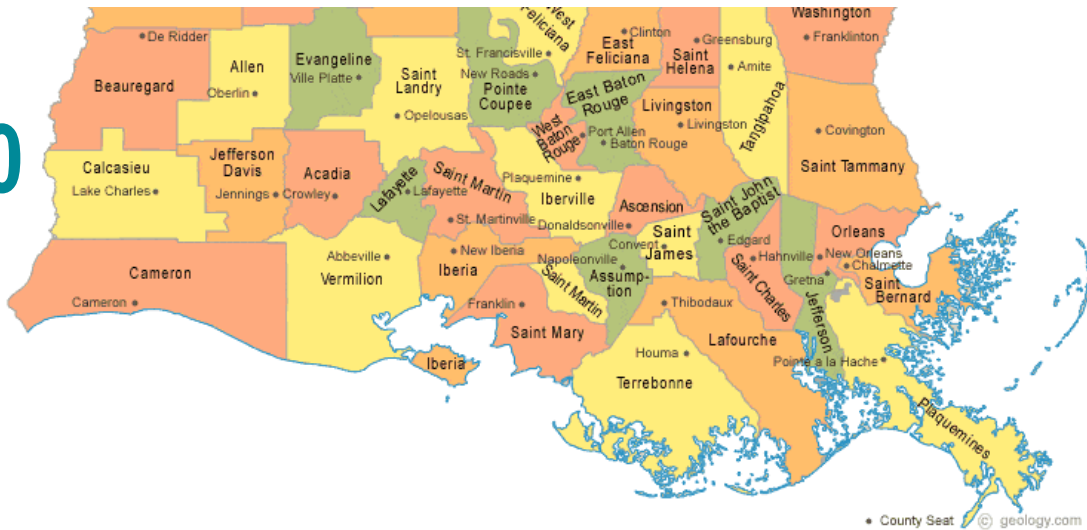 0
Washington
West
Feliciana
De Ridder
Clinton
East
Feliciana
Greensburg
Franklinton
Evangeline
Ville Platte
St. Francisville
Saint
Helena
Amite
Allen
Oberlin
Saint
Landry
New Roads
Pointe
Coupee
East Baton
Rouge
Beauregard
Opelousas
Livingston
Livingston
Tangipahoa
Covington
West
Baton
Rouge
Port Allen
Baton Rouge
Calcasieu
Lake Charles
Jefferson
Davis
Jennings
Acadia
Crowley
Lafayette
Lafayette
Saint Martin
St. Martinville
Plaquemine
Iberville
Saint Tammany
Donaldsonville
Ascension
Saint John
the Baptist
Edgard
Convent
Saint
James
Orleans
New Orleans
Chalmette
Hahnville
Gretna
Saint
Bernard
Abbeville
Vermilion
New Iberia
Iberia
Napoleonville
Assump-
tion
Saint Martin
Saint Charles
Jefferson
Cameron
Cameron
Franklin
Saint Mary
Thibodaux
Lafourche
Iberia
Houma
Terrebonne
Pointe a la Hache
Plaquemines
County Seat © geology.com